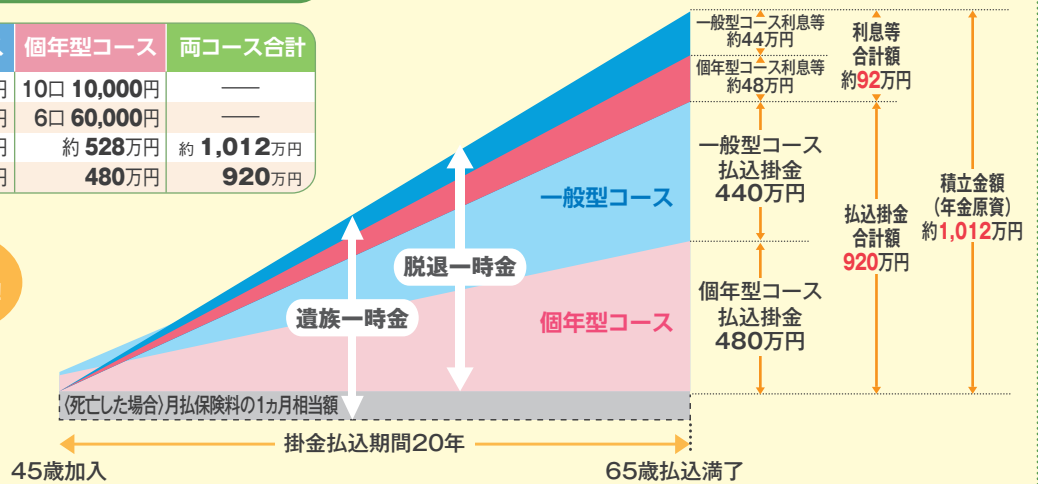 個年型コース 両コース合計
円 10口 10,000円 ——
円 6口 60,000円 ——
円 約 528万円 約 1,012万円
円 480万円 920万円
一般型コース利息等
約44万円
個年型コース利息等
約48万円
利息等
合計額
約92万円
一般型コース
払込掛金
440万円
個年型コース
払込掛金
480万円
払込掛金
合計額
920万円
積立金額
(年金原資)
約1,012万円
一般型コース
脱退一時金
遺族一時金
個年型コース
〈死亡した場合〉月払保険料の1ヵ月相当額
掛金払込期間20年
45歳加入
65歳払込満了